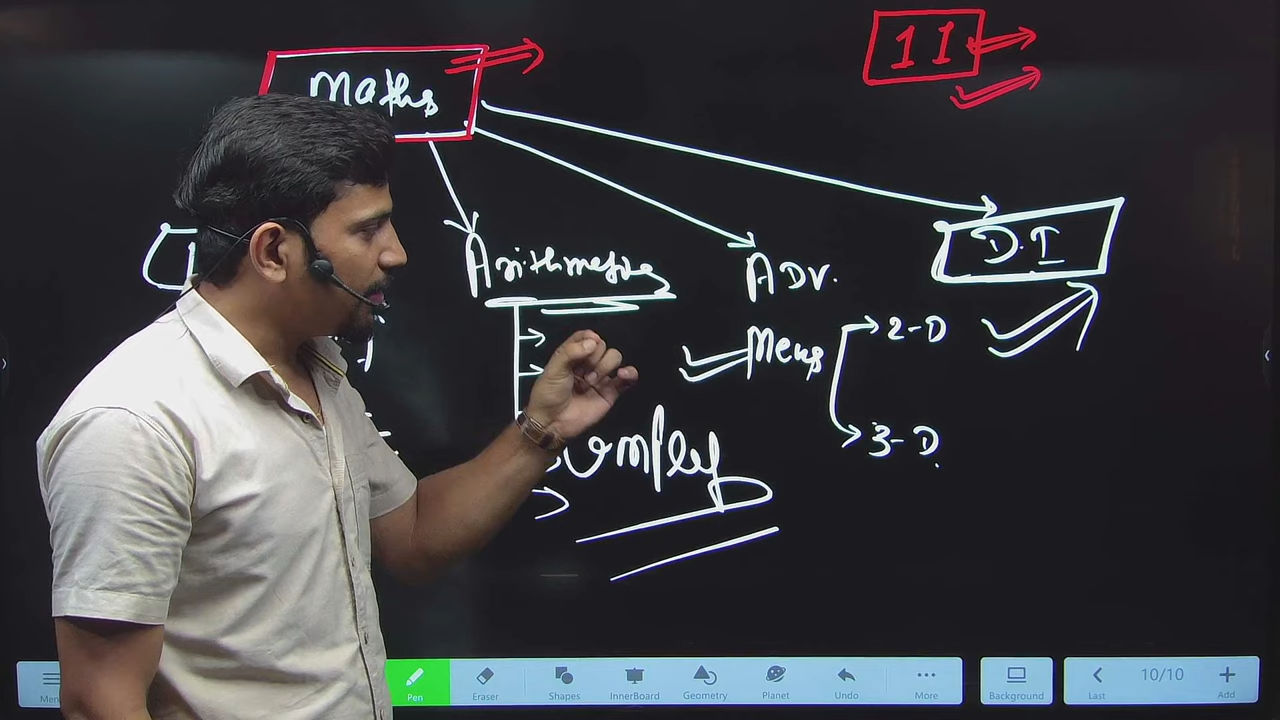 Maths
11
Arithmetic
ADV.
D.I
Mens
2-D
3-D
Pen
Eraser
Shapes
InnerBoard
Geometry
Planet
Undo
More
Background
Last
10/10
Add